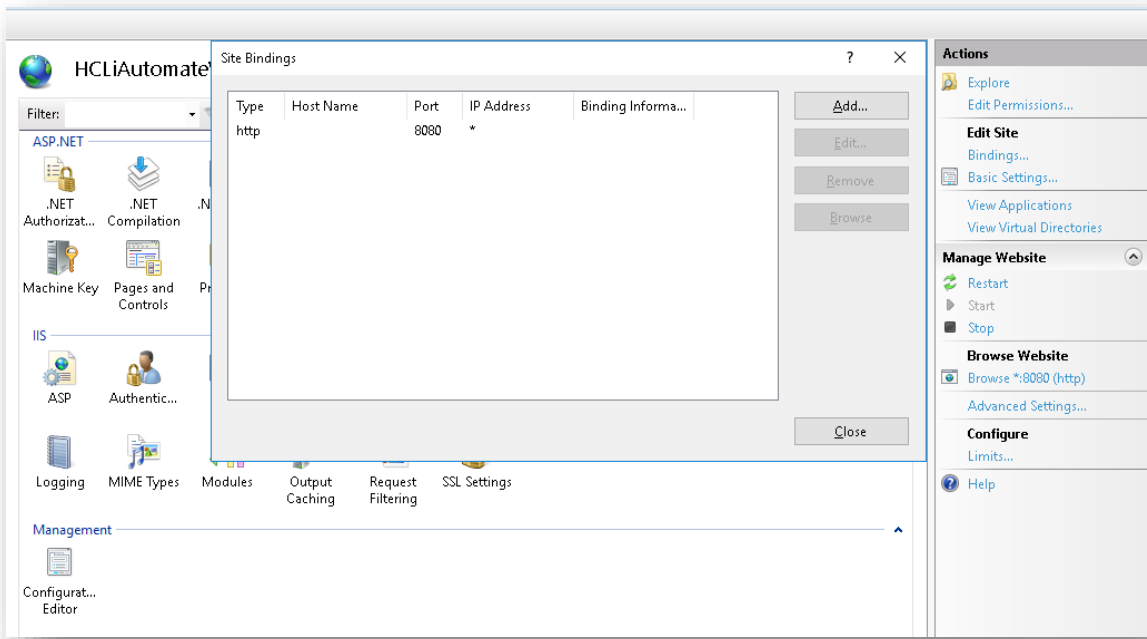 HCLiAutomate
Filter:
ASP.NET
.NET
Authorizat...
.NET
Compilation
.N
Machine Key
Pages and
Controls
Pr
IIS
ASP
Authentic...
Logging
MIME Types
Modules
Output
Caching
Request
Filtering
SSL Settings
Management
Configurat...
Editor
Site Bindings
?
Type Host Name Port IP Address Binding Informa...
http 8080 *
Add...
Edit...
Remove
Browse
Close
Actions
Explore
Edit Permissions...
Edit Site
Bindings...
Basic Settings...
View Applications
View Virtual Directories
Manage Website
Restart
Start
Stop
Browse Website
Browse *:8080 (http)
Advanced Settings...
Configure
Limits...
Help